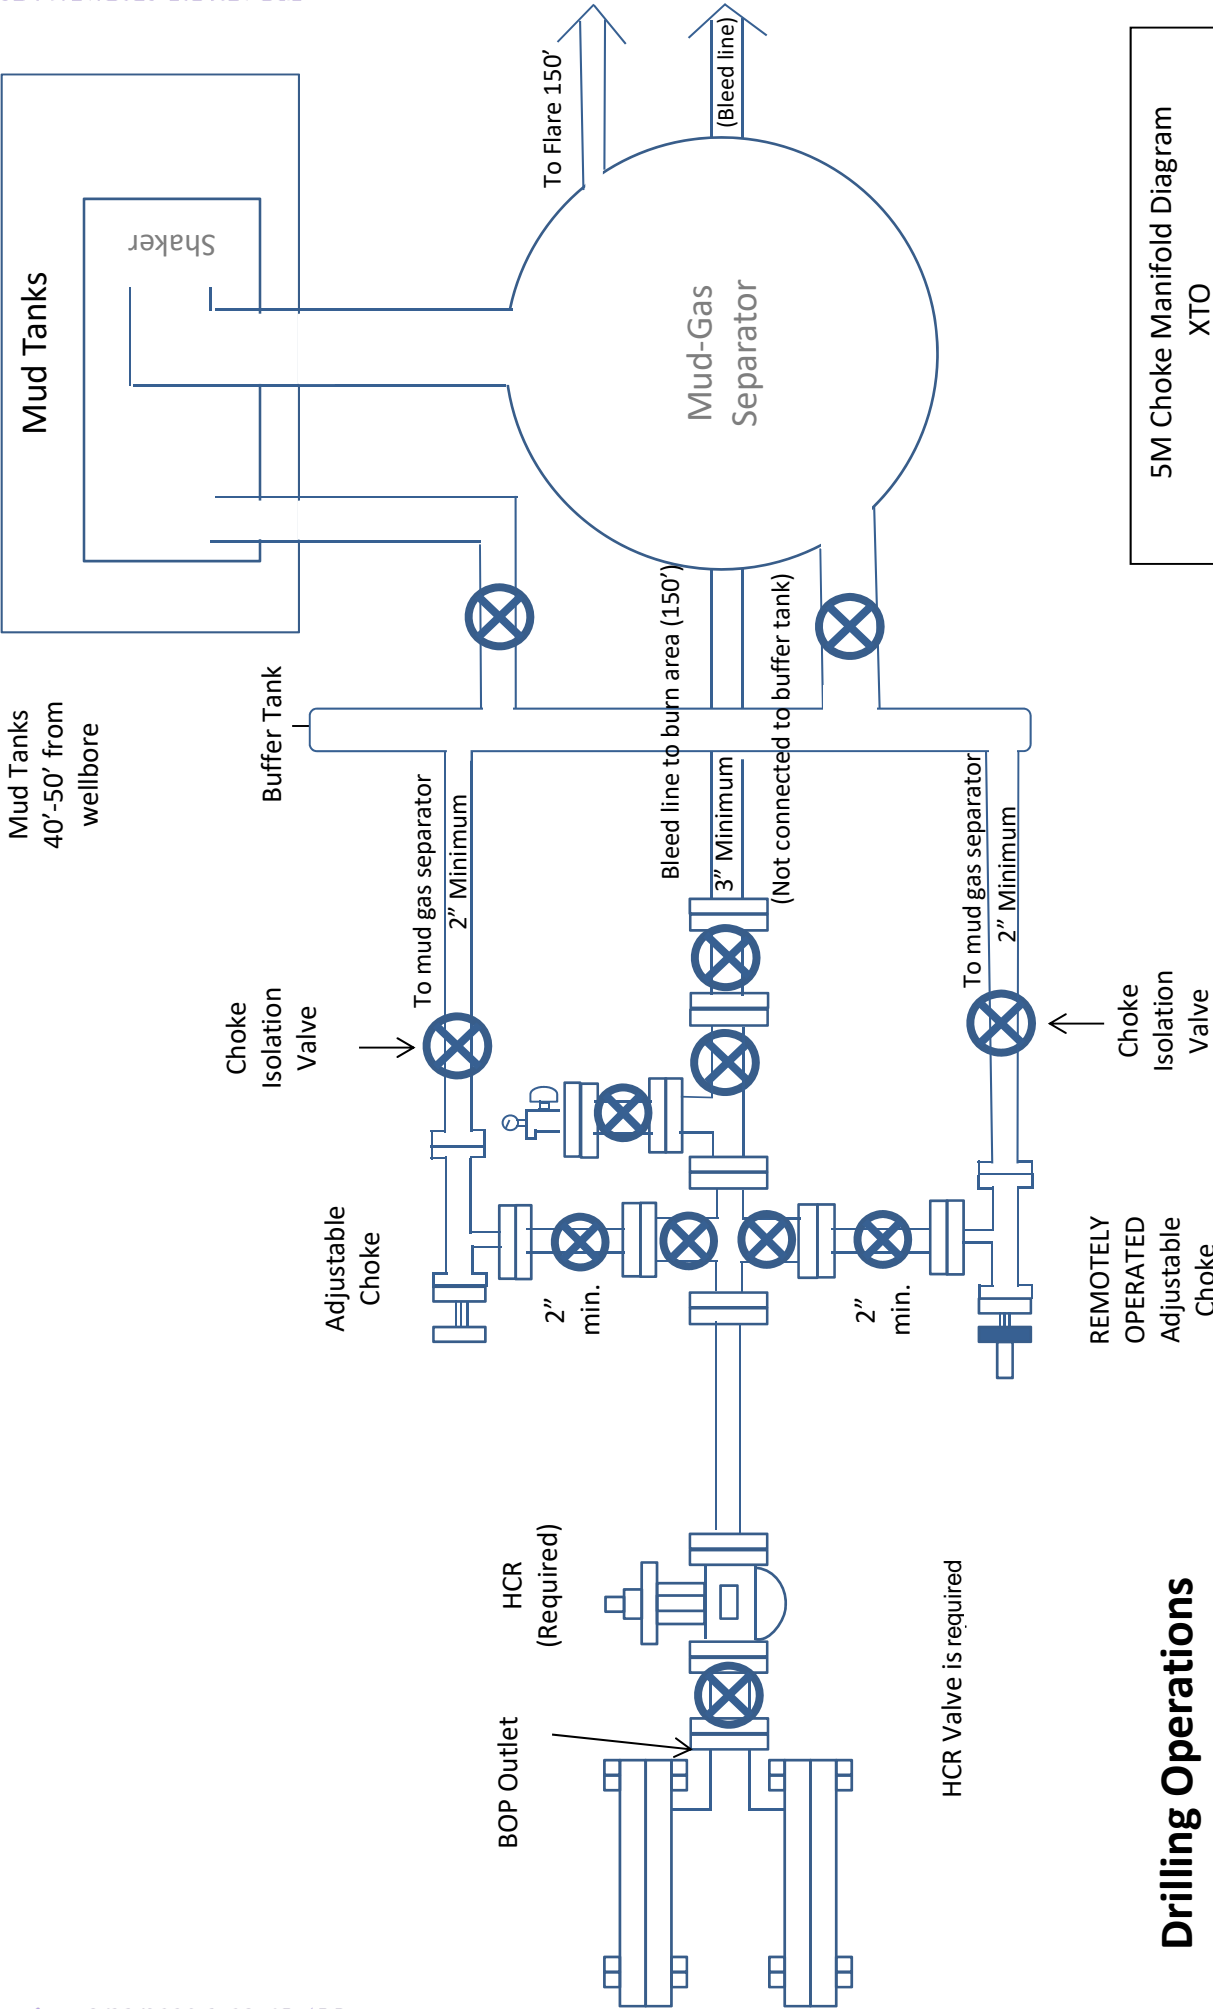 Mud Tanks
Shaker
Mud Tanks
40’-50’ from
wellbore
Buffer Tank
To Flare 150’
(Bleed line)
Mud-Gas
Separator
To mud gas separator
2” Minimum
Bleed line to burn area (150’)
3” Minimum
(Not connected to buffer tank)
To mud gas separator
2” Minimum
Choke
Isolation
Valve
Choke
Isolation
Valve
Adjustable
Choke
2”
min.
2”
min.
REMOTELY
OPERATED
Adjustable
Choke
HCR
(Required)
BOP Outlet
HCR Valve is required
Drilling Operations
5M Choke Manifold Diagram
XTO